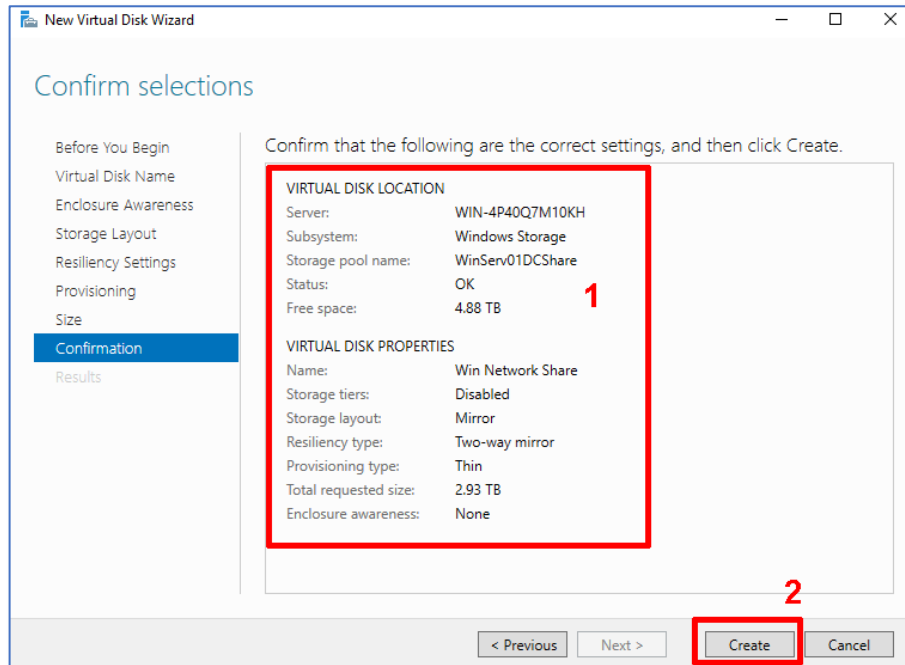 New Virtual Disk Wizard
Confirm selections
Before You Begin
Virtual Disk Name
Enclosure Awareness
Storage Layout
Resiliency Settings
Provisioning
Size
Confirmation
Results
Confirm that the following are the correct settings, and then click Create.
VIRTUAL DISK LOCATION
Server: WIN-4P40Q7M10KH
Subsystem: Windows Storage
Storage pool name: WinServ01DCShare
Status: OK
Free space: 4.88 TB
1
VIRTUAL DISK PROPERTIES
Name: Win Network Share
Storage tiers: Disabled
Storage layout: Mirror
Resiliency type: Two-way mirror
Provisioning type: Thin
Total requested size: 2.93 TB
Enclosure awareness: None
2
< Previous Next > Create Cancel